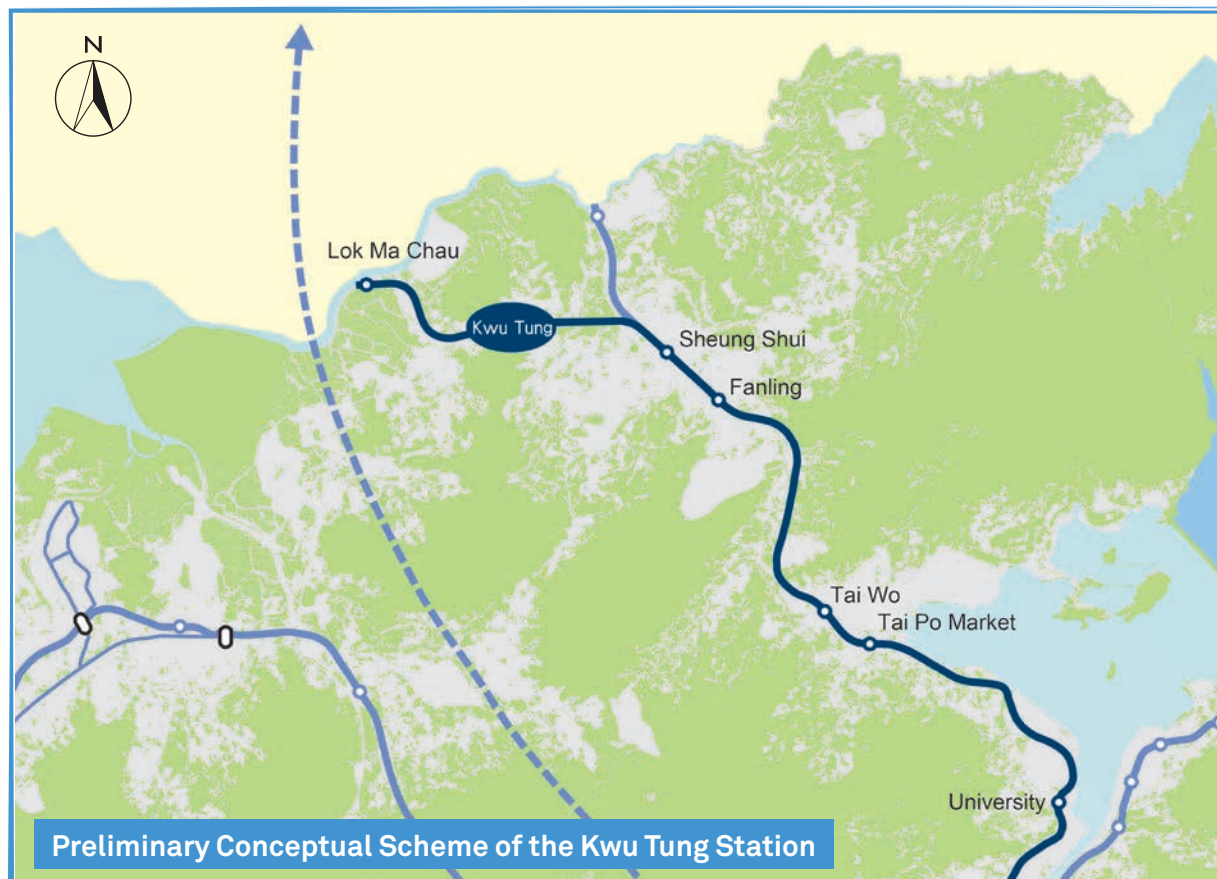 N
Lok Ma Chau
Kwu Tung
Sheung Shui
Fanling
Tai Wo
Tai Po Market
University
Preliminary Conceptual Scheme of the Kwu Tung Station